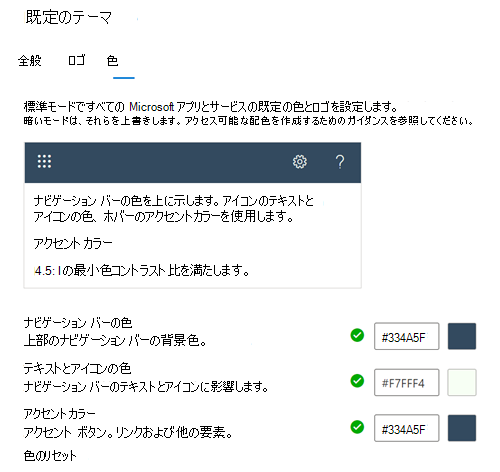 既定のテーマ
全般 ロゴ 色
標準モードですべての Microsoft アプリとサービスの既定の色とロゴを設定します。
暗いモードは、それらを上書きします。アクセス可能な配色を作成するためのガイダンスを参照してください。
?
ナビゲーション バーの色を上に示します。アイコンのテキストと
アイコンの色、ホバーのアクセントカラーを使用します。
アクセント カラー
4.5:1の最小色コントラスト比を満たします。
ナビゲーション バーの色
上部のナビゲーション バーの背景色。
#334A5F
テキストとアイコンの色
ナビゲーション バーのテキストとアイコンに影響します。
#F7FFF4
アクセントカラー
アクセント ボタン。リンクおよび他の要素。
#334A5F
色のリセット